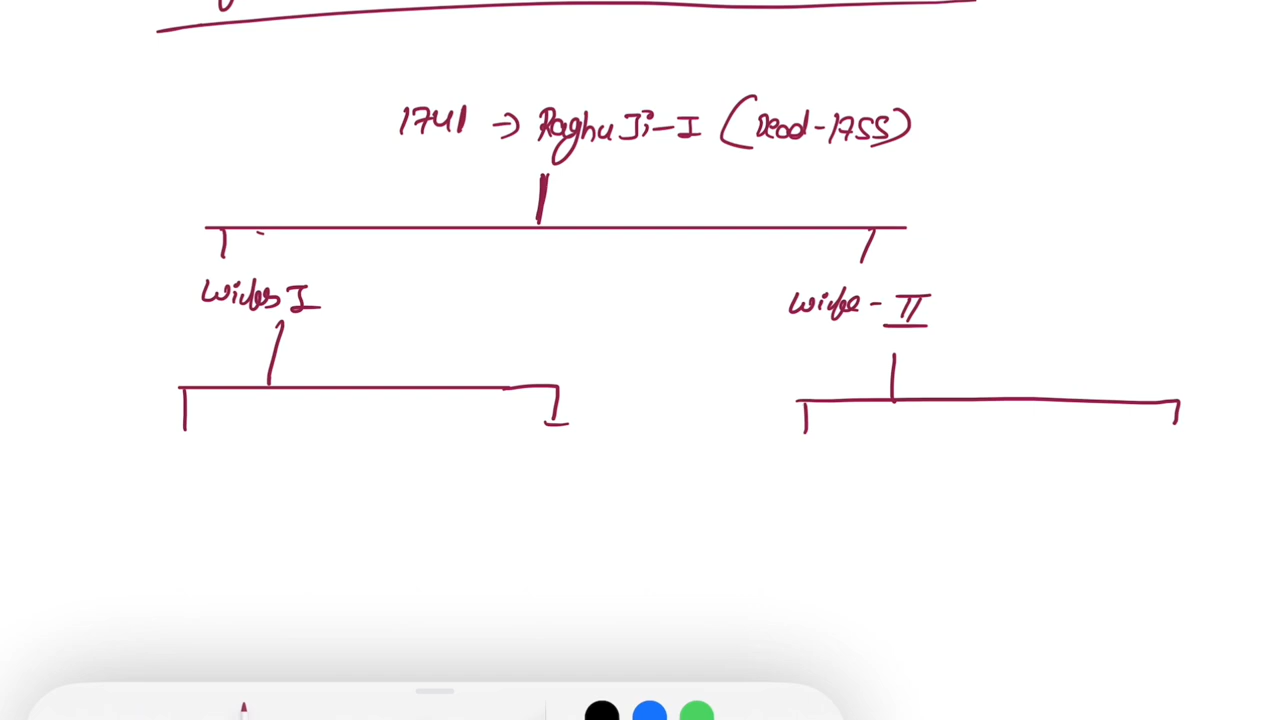 1741 → Raghu Ji-I (Dead-1755)
Wifes I
Wife - II